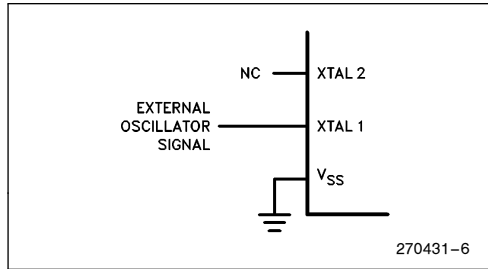 NC XTAL 2
EXTERNAL
OSCILLATOR XTAL 1
SIGNAL
VSS
270431-6